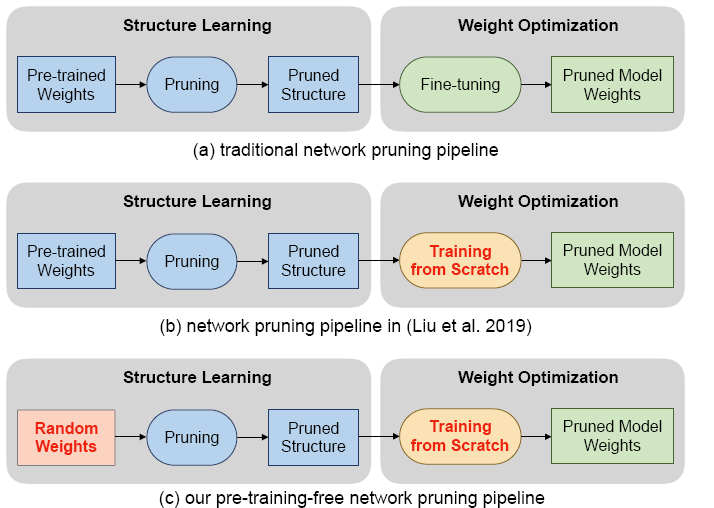 Structure Learning
Weight Optimization
Pre-trained
Weights
Pruning
Pruned
Structure
Fine-tuning
Pruned Model
Weights
(a) traditional network pruning pipeline
Structure Learning
Weight Optimization
Pre-trained
Weights
Pruning
Pruned
Structure
Training
from Scratch
Pruned Model
Weights
(b) network pruning pipeline in (Liu et al. 2019)
Structure Learning
Weight Optimization
Random
Weights
Pruning
Pruned
Structure
Training
from Scratch
Pruned Model
Weights
(c) our pre-training-free network pruning pipeline